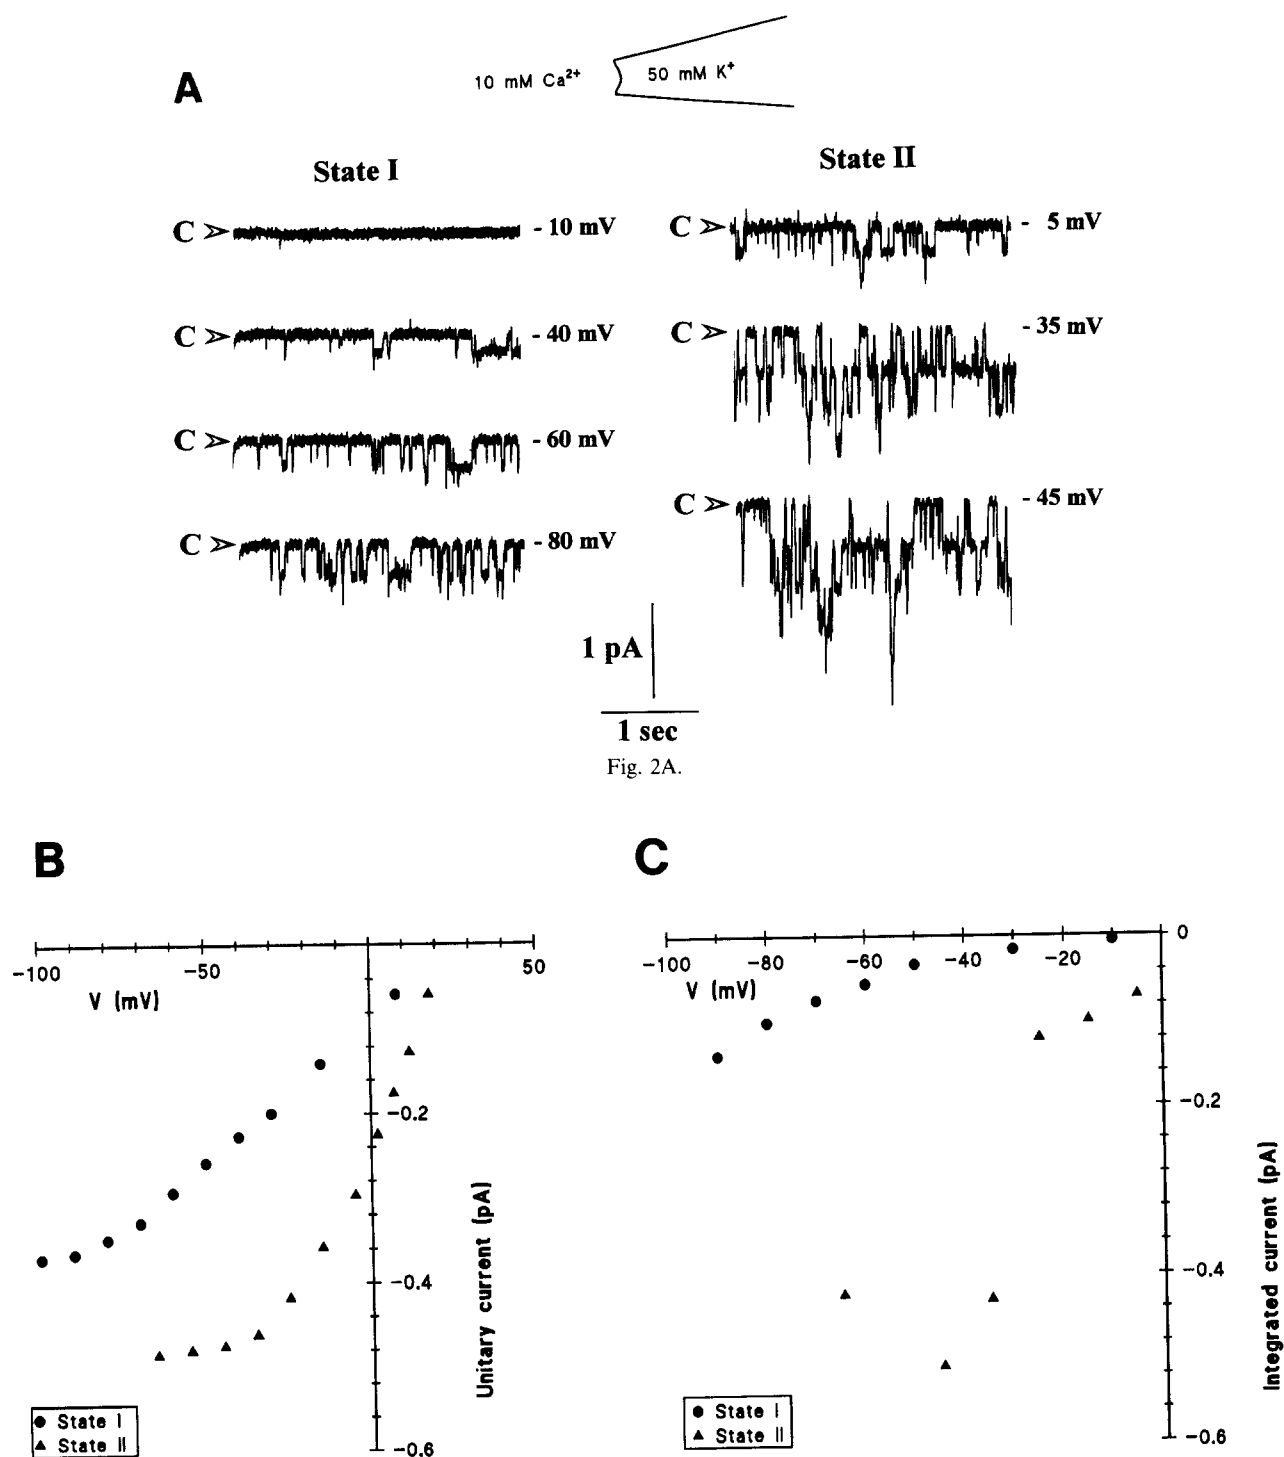 A
10 mM Ca²⁺
50 mM K⁺
State I
State II
C
- 10 mV
C
- 40 mV
C
- 60 mV
C
- 80 mV
C
- 5 mV
C
- 35 mV
C
- 45 mV
1 pA
1 sec
Fig. 2A.
B
-100
-50
50
V (mV)
-0.2
-0.4
-0.6
Unitary current (pA)
State I
State II
C
-100
-80
-60
-40
-20
0
V (mV)
-0.2
-0.4
-0.6
Integrated current (pA)
State I
State II